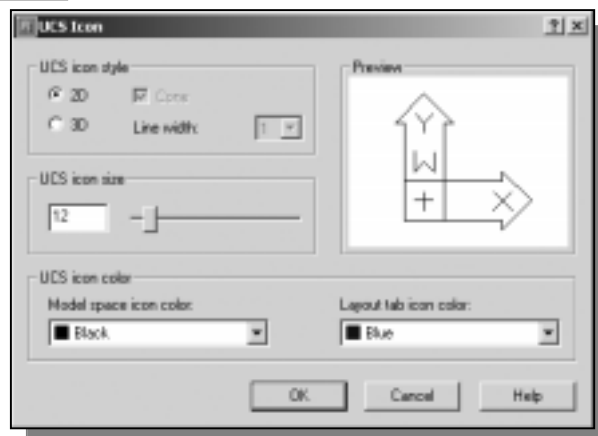 UCS Icon
UCS icon style
2D
Cone
3D
Line width:
1
Preview
Y
W
+
X
UCS icon size
12
UCS icon color
Model space icon color:
Black
Layout tab icon color:
Blue
OK
Cancel
Help